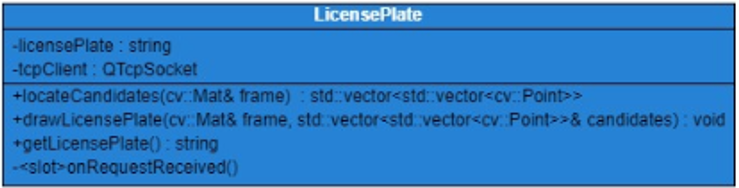 LicensePlate
-licensePlate : string
-tcpClient : QTcpSocket
+locateCandidates(cv::Mat& frame) : std::vector<std::vector<cv::Point>>
+drawLicensePlate(cv::Mat& frame, std::vector<std::vector<cv::Point>>& candidates) : void
+getLicensePlate() : string
-<slot>onRequestReceived()